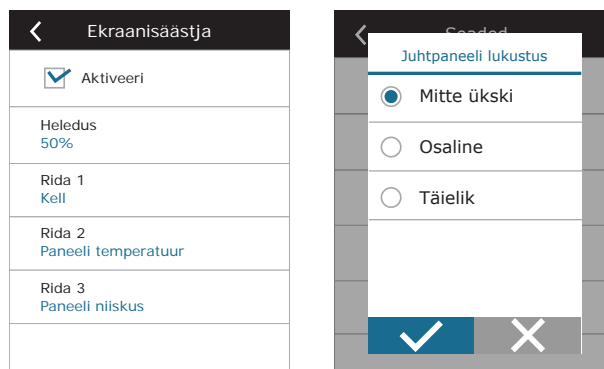 Ekraanisäästja
Aktiveeri
Heledus
50%
Rida 1
Kell
Rida 2
Paneeli temperatuur
Rida 3
Paneeli niiskus
Seaded
Juhtpaneeli lukustus
Mitte ükski
Osaline
Täielik